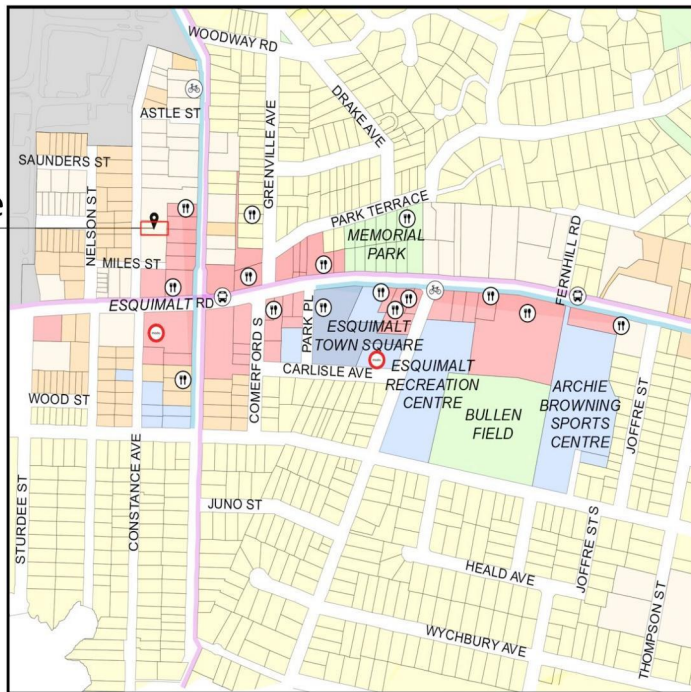 WOODWAY RD
ASTLE ST
GRENVILLE AVE
DRAKE AVE
SAUNDERS ST
NELSON ST
PARK TERRACE
MEMORIAL
PARK
FERNHILL RD
MILES ST
ESQUIMALT RD
PARK PL
ESQUIMALT
TOWN SQUARE
COMERFORD S
CARLISLE AVE
ESQUIMALT
RECREATION
CENTRE
BULLEN
FIELD
ARCHIE
BROWNING
SPORTS
CENTRE
JOFFRE ST
WOOD ST
CONSTANCE AVE
STURDEE ST
JUNO ST
HEALD AVE
JOFFRE ST S
WYCHBURY AVE
THOMPSON ST